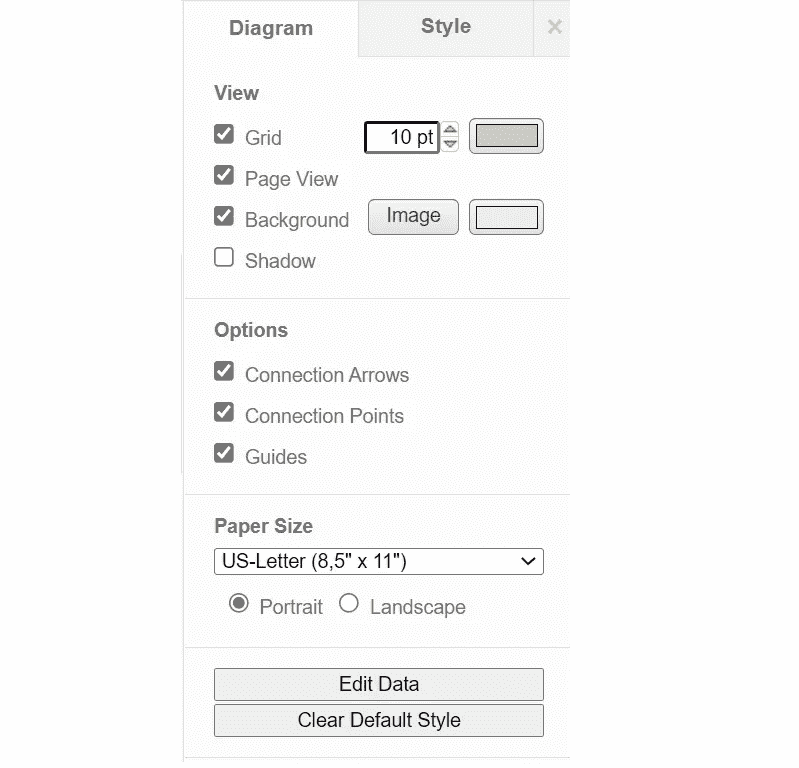 Diagram Style ×
View
Grid 10 pt
Page View
Background Image
Shadow
Options
Connection Arrows
Connection Points
Guides
Paper Size
US-Letter (8,5" x 11")
Portrait Landscape
Edit Data
Clear Default Style